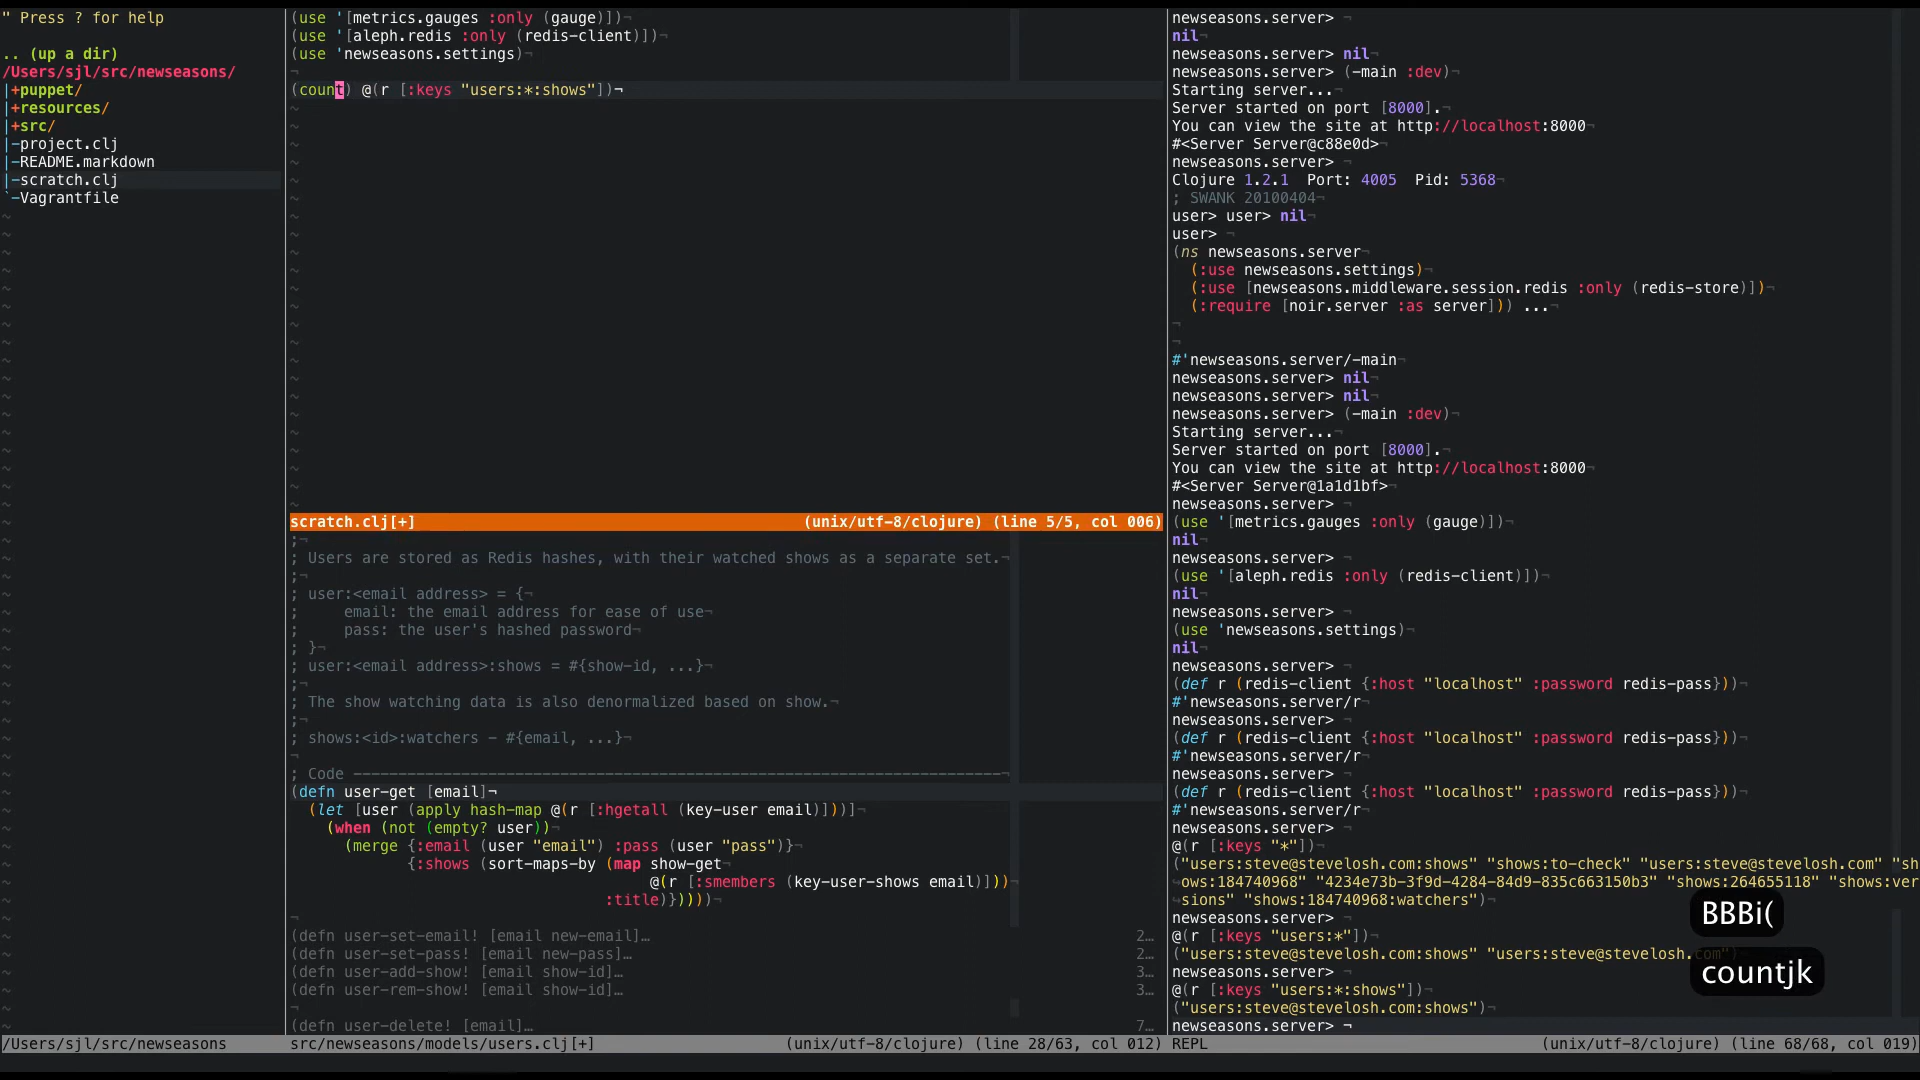 " Press ? for help
.. (up a dir)
/Users/sjl/src/newseasons/
|+puppet/
|+resources/
|+src/
|-project.clj
|-README.markdown
|-scratch.clj
`-Vagrantfile
/Users/sjl/src/newseasons
(use '[metrics.gauges :only (gauge)])¬
(use '[aleph.redis :only (redis-client)])¬
(use 'newseasons.settings)¬
¬
(count) @(r [:keys "users:*:shows"])¬
scratch.clj[+] (unix/utf-8/clojure) (line 5/5, col 006)
;¬
; Users are stored as Redis hashes, with their watched shows as a separate set.¬
;¬
; user:<email address> = {¬
;     email: the email address for ease of use¬
;     pass: the user's hashed password¬
; }¬
; user:<email address>:shows = #{show-id, ...}¬
;¬
; The show watching data is also denormalized based on show.¬
;¬
; shows:<id>:watchers - #{email, ...}¬
¬
; Code ------------------------------------------------------------------------¬
(defn user-get [email]¬
  (let [user (apply hash-map @(r [:hgetall (key-user email)]))]¬
    (when (not (empty? user))¬
      (merge {:email (user "email") :pass (user "pass")}¬
             {:shows (sort-maps-by (map show-get¬
                                        @(r [:smembers (key-user-shows email)]))¬
                                   :title)}))))¬
¬
(defn user-set-email! [email new-email]… 2…
(defn user-set-pass! [email new-pass]… 2…
(defn user-add-show! [email show-id]… 3…
(defn user-rem-show! [email show-id]… 3…
¬
(defn user-delete! [email]… 7…
src/newseasons/models/users.clj[+] (unix/utf-8/clojure) (line 28/63, col 012)
newseasons.server> ¬
nil¬
newseasons.server> nil¬
newseasons.server> (-main :dev)¬
Starting server...¬
Server started on port [8000].¬
You can view the site at http://localhost:8000¬
#<Server Server@c88e0d>¬
newseasons.server> ¬
Clojure 1.2.1  Port: 4005  Pid: 5368¬
; SWANK 20100404¬
user> user> nil¬
user> ¬
(ns newseasons.server¬
  (:use newseasons.settings)¬
  (:use [newseasons.middleware.session.redis :only (redis-store)])¬
  (:require [noir.server :as server])) ...¬
¬
¬
#'newseasons.server/-main¬
newseasons.server> nil¬
newseasons.server> nil¬
newseasons.server> (-main :dev)¬
Starting server...¬
Server started on port [8000].¬
You can view the site at http://localhost:8000¬
#<Server Server@1a1d1bf>¬
newseasons.server> ¬
(use '[metrics.gauges :only (gauge)])¬
nil¬
newseasons.server> ¬
(use '[aleph.redis :only (redis-client)])¬
nil¬
newseasons.server> ¬
(use 'newseasons.settings)¬
nil¬
newseasons.server> ¬
(def r (redis-client {:host "localhost" :password redis-pass}))¬
#'newseasons.server/r¬
newseasons.server> ¬
(def r (redis-client {:host "localhost" :password redis-pass}))¬
#'newseasons.server/r¬
newseasons.server> ¬
(def r (redis-client {:host "localhost" :password redis-pass}))¬
#'newseasons.server/r¬
newseasons.server> ¬
@(r [:keys "*"])¬
("users:steve@stevelosh.com:shows" "shows:to-check" "users:steve@stevelosh.com" "sh
ows:184740968" "4234e73b-3f9d-4284-84d9-835c663150b3" "shows:264655118" "shows:ver
sions" "shows:184740968:watchers")¬
newseasons.server> ¬
@(r [:keys "users:*"])¬
("users:steve@stevelosh.com:shows" "users:steve@stevelosh.com")¬
newseasons.server> ¬
@(r [:keys "users:*:shows"])¬
("users:steve@stevelosh.com:shows")¬
newseasons.server> ¬
REPL (unix/utf-8/clojure) (line 68/68, col 019)
BBBi(
countjk